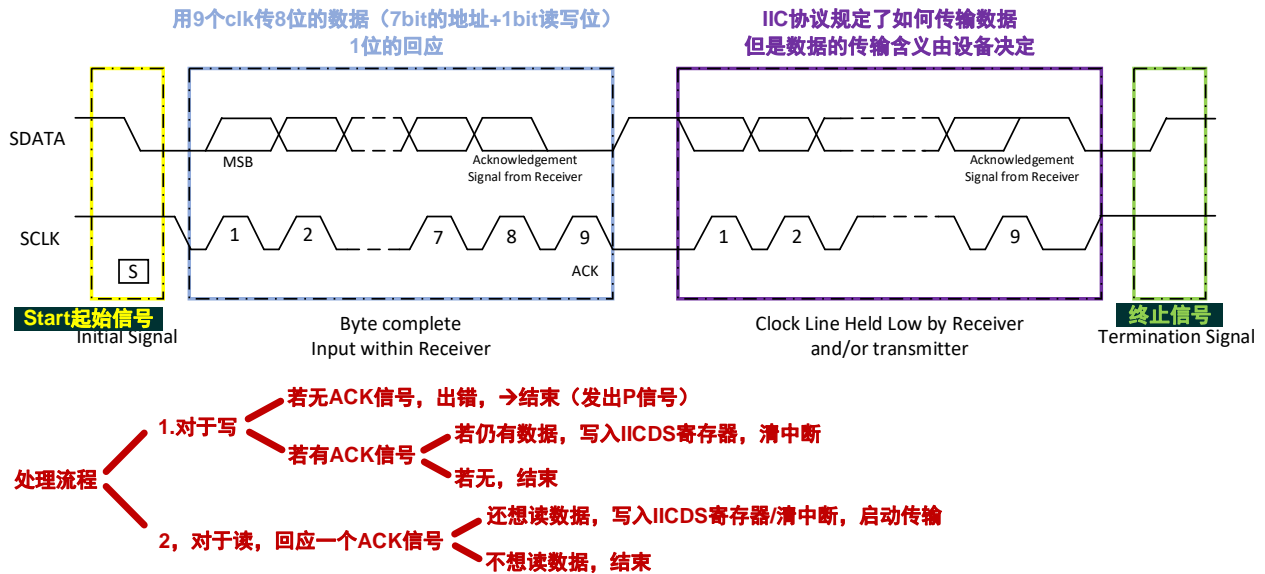 用9个clk传8位的数据（7bit的地址+1bit读写位）
1位的回应
IIC协议规定了如何传输数据
但是数据的传输含义由设备决定
SDATA
MSB
Acknowledgement
Signal from Receiver
Acknowledgement
Signal from Receiver
SCLK
1
2
7
8
9
1
2
9
S
ACK
Start起始信号
Initial Signal
Byte complete
Input within Receiver
Clock Line Held Low by Receiver
and/or transmitter
终止信号
Termination Signal
若无ACK信号，出错，→结束（发出P信号）
1.对于写
若仍有数据，写入IICDS寄存器，清中断
若有ACK信号
若无，结束
处理流程
还想读数据，写入IICDS寄存器/清中断，启动传输
2，对于读，回应一个ACK信号
不想读数据，结束